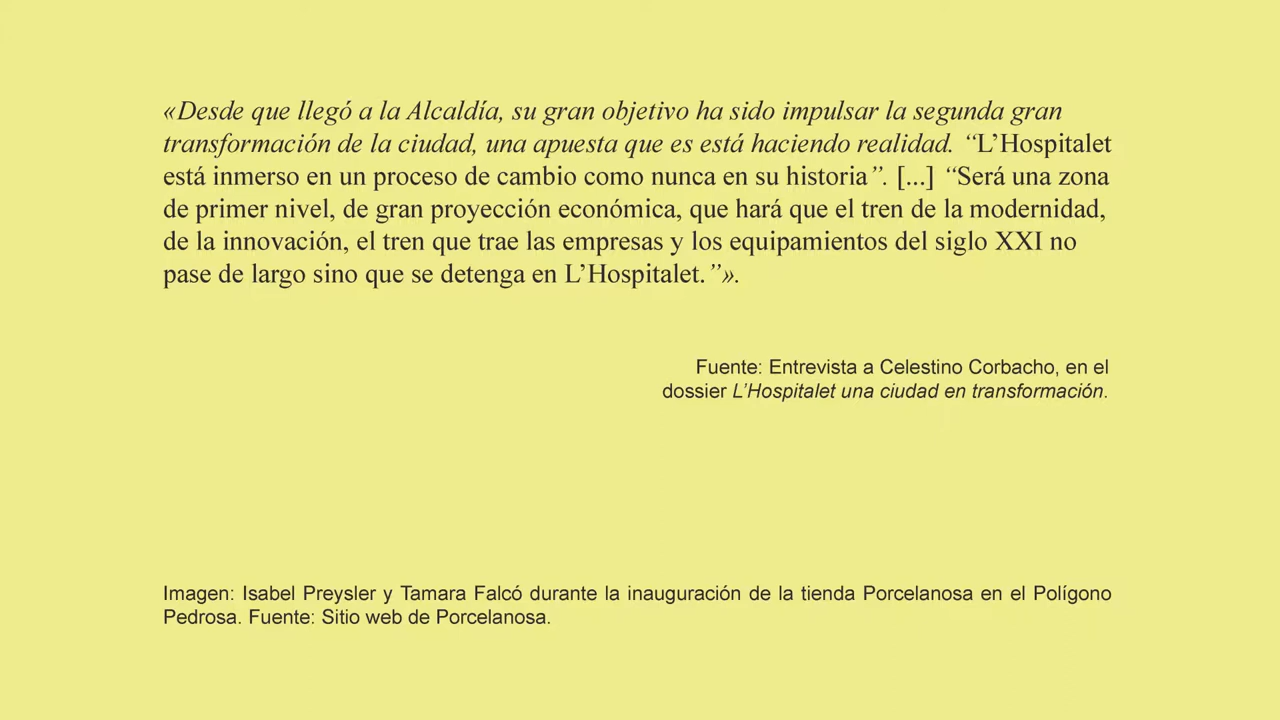 «Desde que llegó a la Alcaldía, su gran objetivo ha sido impulsar la segunda gran
transformación de la ciudad, una apuesta que es está haciendo realidad. “L’Hospitalet
está inmerso en un proceso de cambio como nunca en su historia”. [...] “Será una zona
de primer nivel, de gran proyección económica, que hará que el tren de la modernidad,
de la innovación, el tren que trae las empresas y los equipamientos del siglo XXI no
pase de largo sino que se detenga en L’Hospitalet.”».
Fuente: Entrevista a Celestino Corbacho, en el
dossier L’Hospitalet una ciudad en transformación.
Imagen: Isabel Preysler y Tamara Falcó durante la inauguración de la tienda Porcelanosa en el Polígono
Pedrosa. Fuente: Sitio web de Porcelanosa.